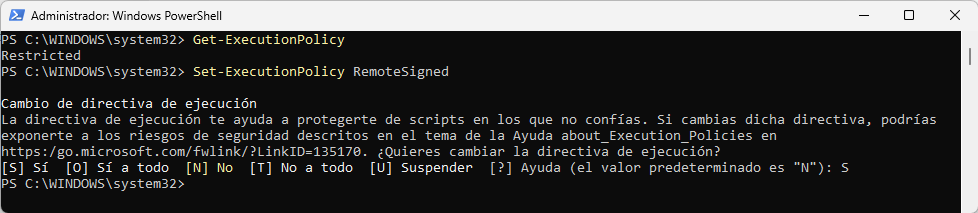 Administrador: Windows PowerShell
PS C:\WINDOWS\system32> Get-ExecutionPolicy
Restricted
PS C:\WINDOWS\system32> Set-ExecutionPolicy RemoteSigned
Cambio de directiva de ejecución
La directiva de ejecución te ayuda a protegerte de scripts en los que no confías. Si cambias dicha directiva, podrías
exponerte a los riesgos de seguridad descritos en el tema de la Ayuda about_Execution_Policies en
https:/go.microsoft.com/fwlink/?LinkID=135170. ¿Quieres cambiar la directiva de ejecución?
[S] Sí  [O] Sí a todo  [N] No  [T] No a todo  [U] Suspender  [?] Ayuda (el valor predeterminado es "N"): S
PS C:\WINDOWS\system32>